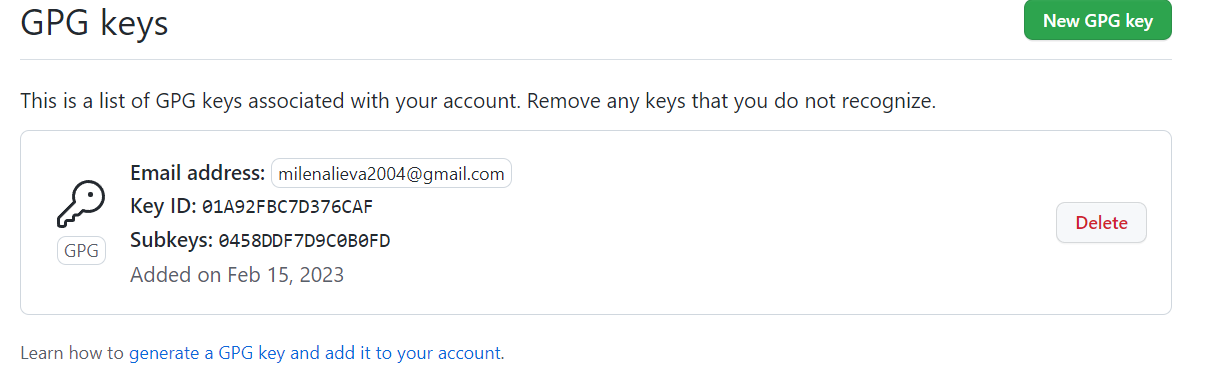 GPG keys
New GPG key
This is a list of GPG keys associated with your account. Remove any keys that you do not recognize.
Email address: milenalieva2004@gmail.com
Key ID: 01A92FBC7D376CAF
GPG
Subkeys: 0458DDF7D9C0B0FD
Added on Feb 15, 2023
Delete
Learn how to generate a GPG key and add it to your account.